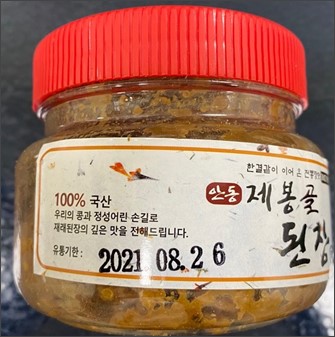 한결같이 이어 온 전통장맛
안동 제봉골
된장
100% 국산
우리의 콩과 정성어린 손길로
재래된장의 깊은 맛을 전해드립니다.
유통기한 : 2021.08.26